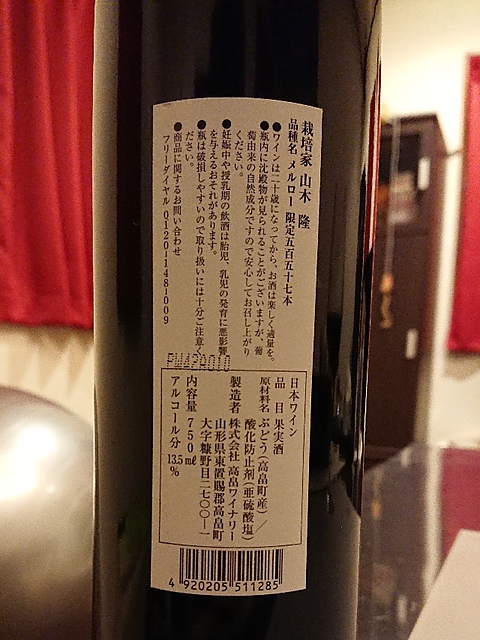 栽培家 山木 隆
品種名 メルロー 限定五百五十七本
●ワインは二十歳になってから、お酒は楽しく適量を。
●瓶内に沈殿物が見られることがございますが、葡
萄由来の自然成分ですので安心してお召し上がり
ください。
●妊娠中や授乳期の飲酒は胎児、乳児の発育に悪影響
を与えるおそれがあります。
●瓶は破損しやすいので取り扱いには十分ご注意く
ださい。
●商品に関するお問い合わせ
フリーダイヤル 0120-148-009
日本ワイン
品目 果実酒
原材料名 ぶどう(高畠町産)/
酸化防止剤(亜硫酸塩)
製造者 株式会社 高畠ワイナリー
山形県東置賜郡高畠町
大字糠野目二七〇〇―一
内容量 750㎖
アルコール分 13.5%
4 920205 511285